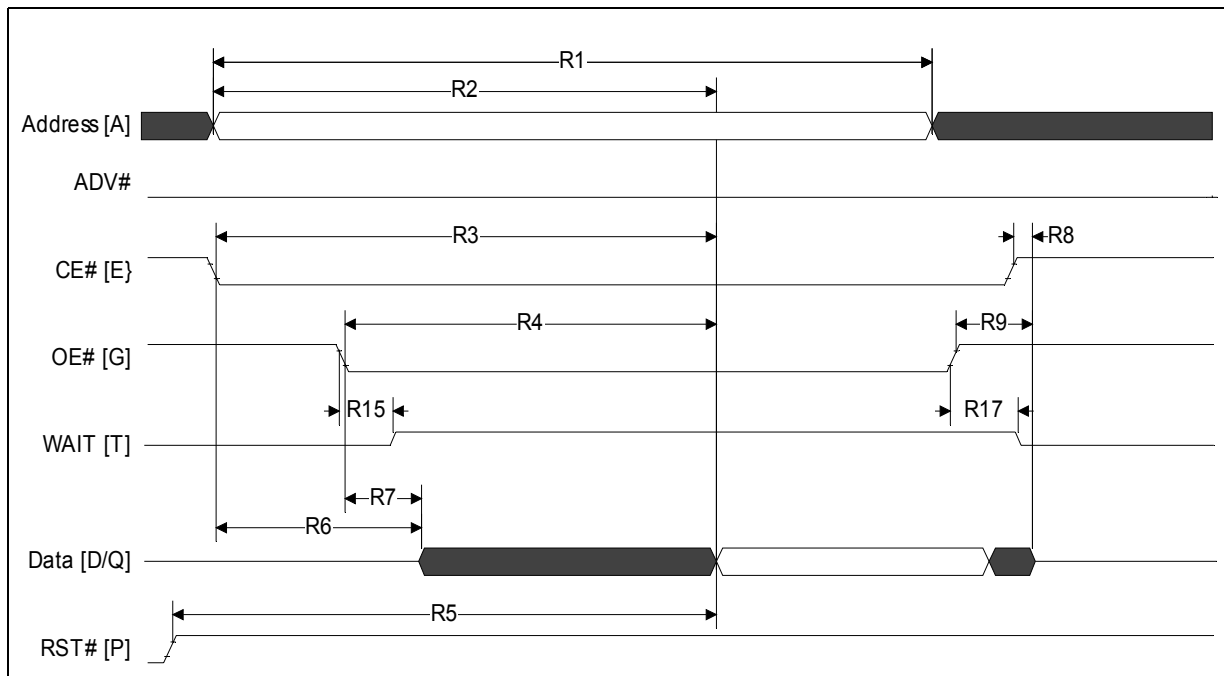 R1
R2
Address [A]
ADV#
R3
R8
CE# [E}
R4
R9
OE# [G]
R15
R17
WAIT [T]
R7
R6
Data [D/Q]
R5
RST# [P]